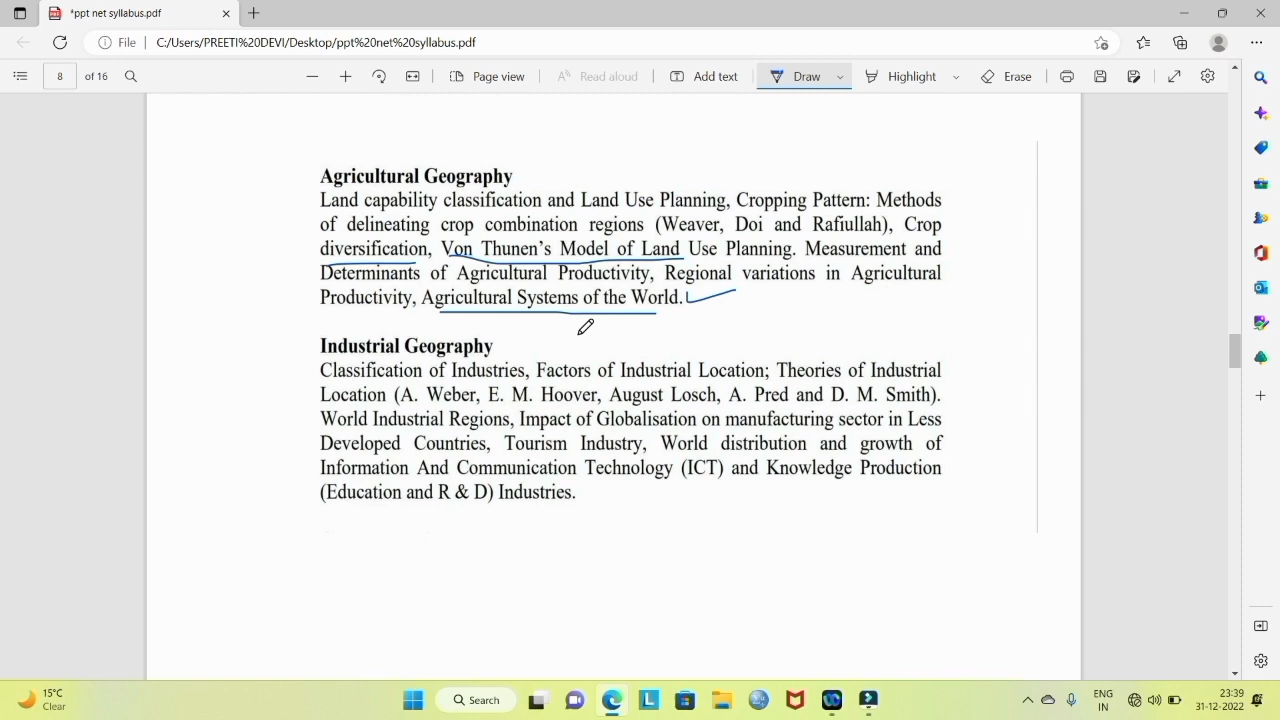 *ppt net syllabus.pdf
File C:/Users/PREETI%20DEVI/Desktop/ppt%20net%20syllabus.pdf
8 of 16 Page view Read aloud Add text Draw Highlight Erase
Agricultural Geography
Land capability classification and Land Use Planning, Cropping Pattern: Methods
of delineating crop combination regions (Weaver, Doi and Rafiullah), Crop
diversification, Von Thunen's Model of Land Use Planning. Measurement and
Determinants of Agricultural Productivity, Regional variations in Agricultural
Productivity, Agricultural Systems of the World.
Industrial Geography
Classification of Industries, Factors of Industrial Location; Theories of Industrial
Location (A. Weber, E. M. Hoover, August Losch, A. Pred and D. M. Smith).
World Industrial Regions, Impact of Globalisation on manufacturing sector in Less
Developed Countries, Tourism Industry, World distribution and growth of
Information And Communication Technology (ICT) and Knowledge Production
(Education and R & D) Industries.
15°C
Clear
Search
ENG
IN
23:39
31-12-2022